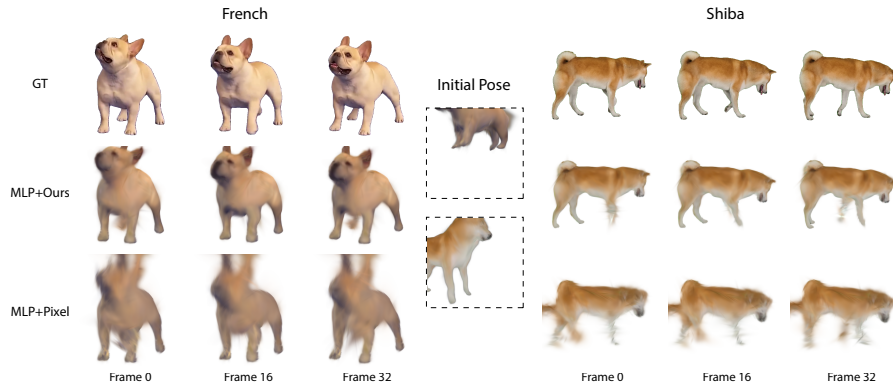 French
Shiba
GT
Initial Pose
MLP+Ours
MLP+Pixel
Frame 0
Frame 16
Frame 32
Frame 0
Frame 16
Frame 32